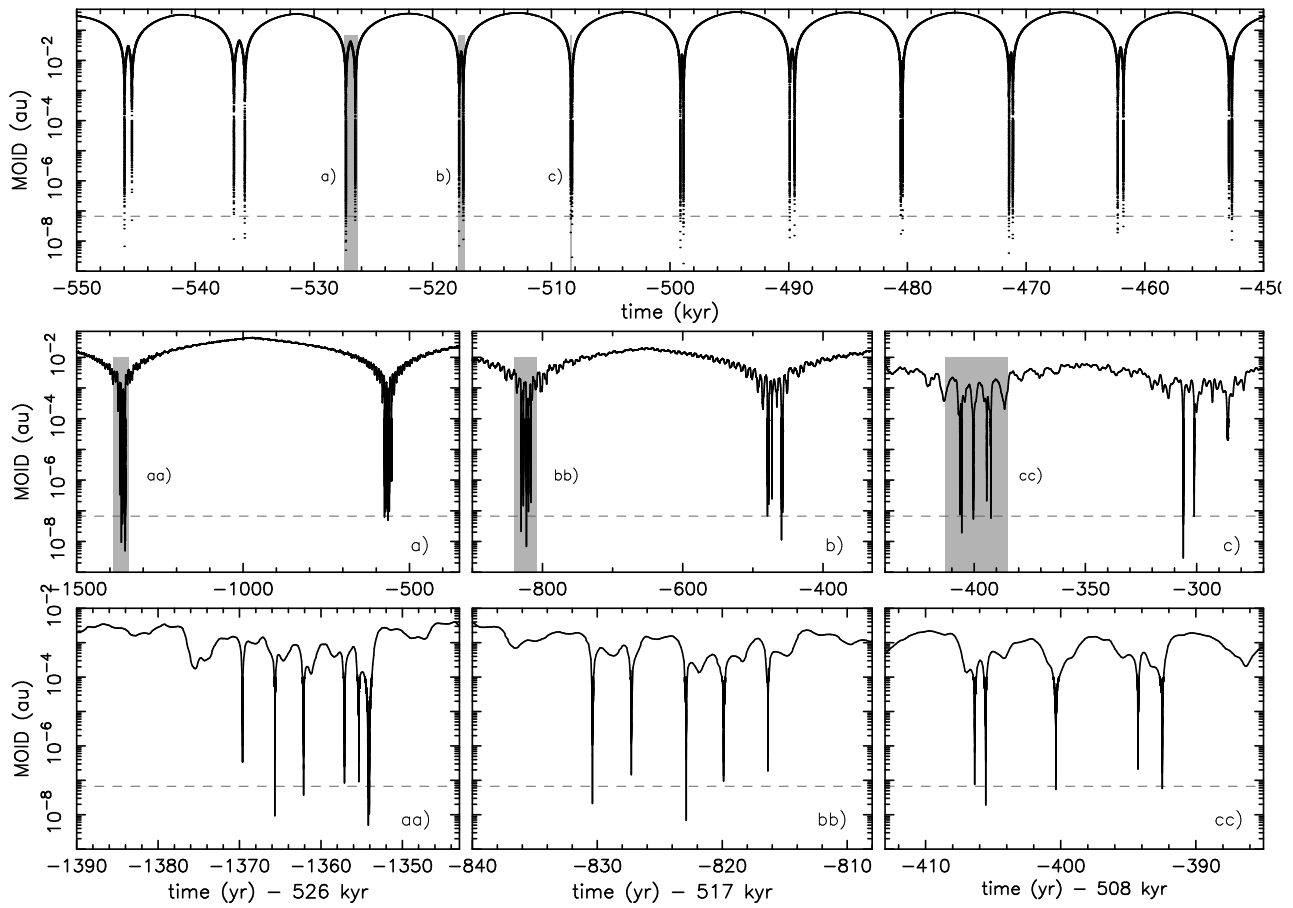 MOID (au)
10⁻²
10⁻⁴
10⁻⁶
10⁻⁸
a)
b)
c)
−550 −540 −530 −520 −510 −500 −490 −480 −470 −460 −450
time (kyr)
MOID (au)
10⁻²
10⁻⁴
10⁻⁶
10⁻⁸
aa)
bb)
cc)
a)
b)
c)
−1500 −1000 −500
−800 −600 −400
−400 −350 −300
MOID (au)
10⁻²
10⁻⁴
10⁻⁶
10⁻⁸
aa)
bb)
cc)
−1390 −1380 −1370 −1360 −1350
−840 −830 −820 −810
−410 −400 −390
time (yr) − 526 kyr
time (yr) − 517 kyr
time (yr) − 508 kyr